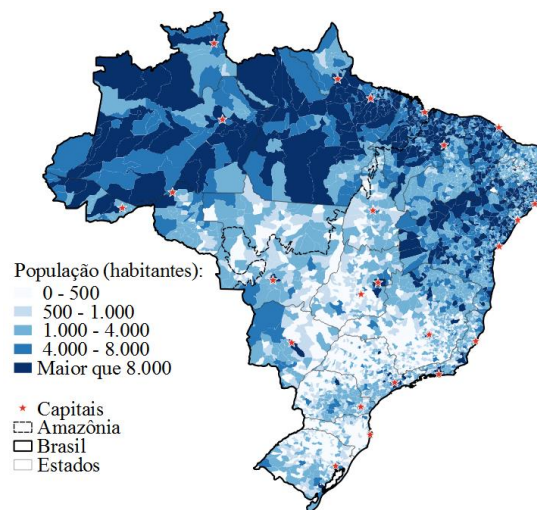 População (habitantes):
0 - 500
500 - 1.000
1.000 - 4.000
4.000 - 8.000
Maior que 8.000
Capitais
Amazônia
Brasil
Estados